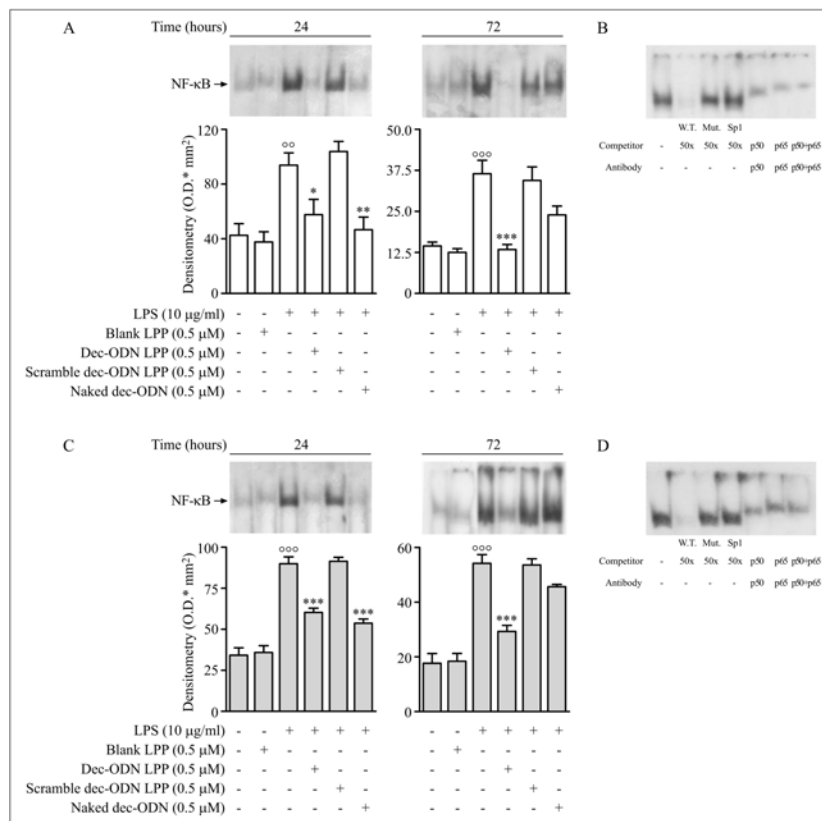 A
Time (hours) 24 72
NF-κB
120
80
40
0
50.0
37.5
25.0
12.5
0
Densitometry (O.D.* mm²)
°° * **
°°° ***
LPS (10 µg/ml) - - + + + + - - + + + +
Blank LPP (0.5 µM) - + - - - - - + - - - -
Dec-ODN LPP (0.5 µM) - - - + - - - - - + - -
Scramble dec-ODN LPP (0.5 µM) - - - - + - - - - - + -
Naked dec-ODN (0.5 µM) - - - - - + - - - - - +
B
W.T. Mut. Sp1
Competitor - 50x 50x 50x p50 p65 p50+p65
Antibody - - - - p50 p65 p50+p65
C
Time (hours) 24 72
NF-κB
100
75
50
25
0
60
40
20
0
Densitometry (O.D.* mm²)
°°° *** ***
°°° ***
LPS (10 µg/ml) - - + + + + - - + + + +
Blank LPP (0.5 µM) - + - - - - - + - - - -
Dec-ODN LPP (0.5 µM) - - - + - - - - - + - -
Scramble dec-ODN LPP (0.5 µM) - - - - + - - - - - + -
Naked dec-ODN (0.5 µM) - - - - - + - - - - - +
D
W.T. Mut. Sp1
Competitor - 50x 50x 50x p50 p65 p50+p65
Antibody - - - - p50 p65 p50+p65